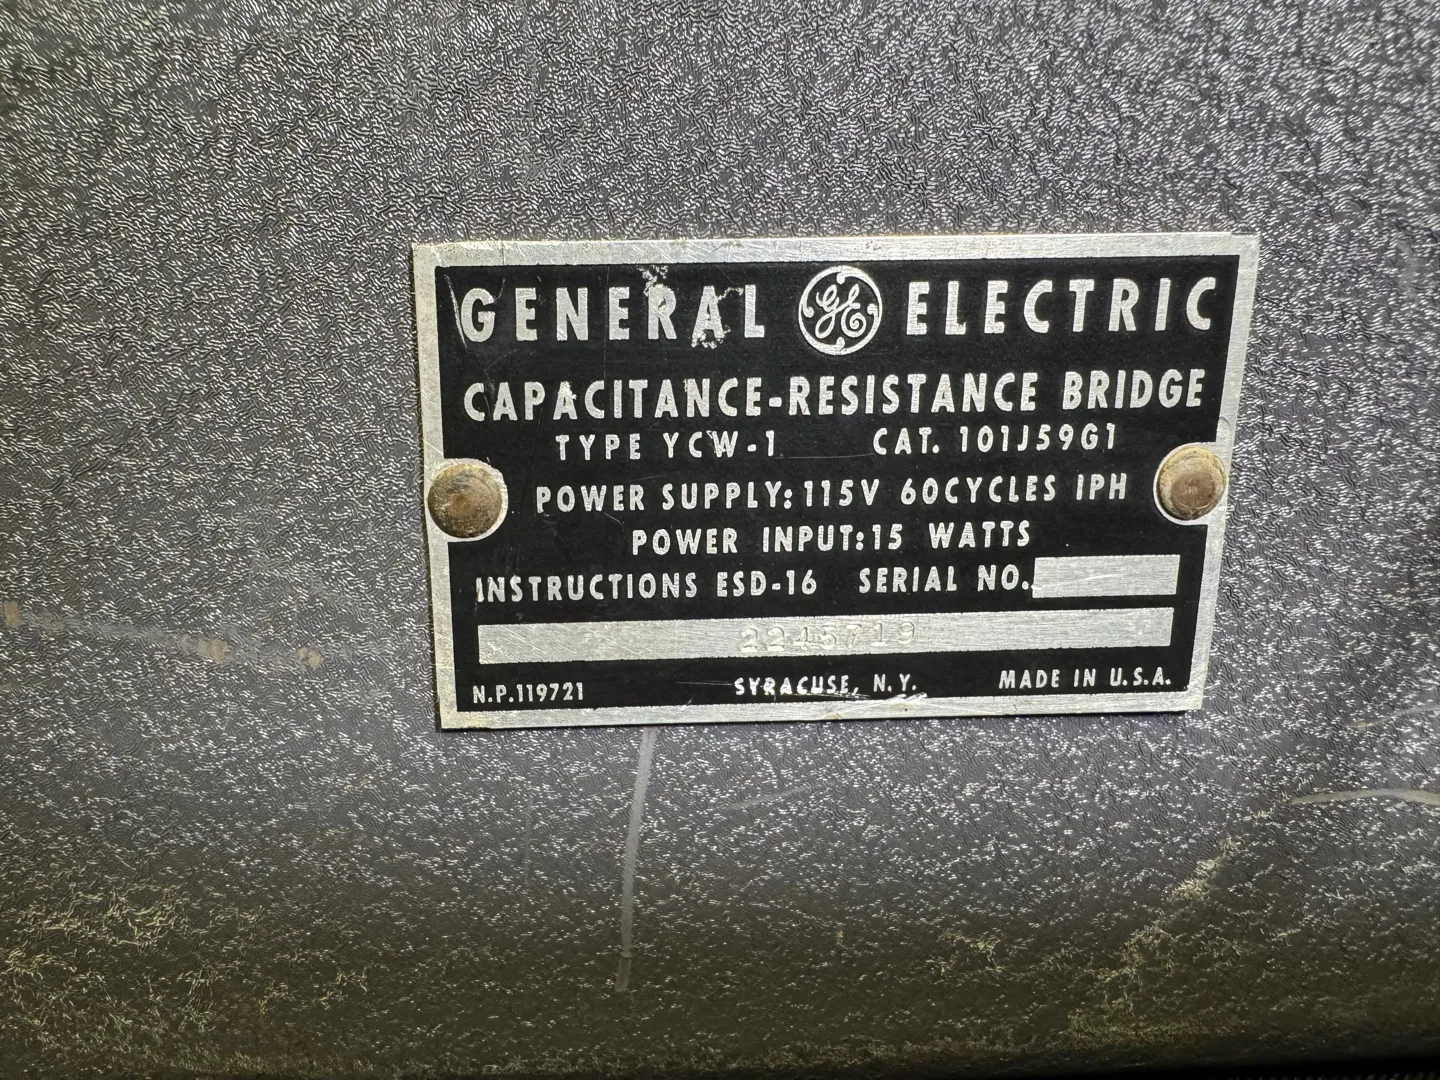 GENERAL GE ELECTRIC
CAPACITANCE-RESISTANCE BRIDGE
TYPE YCW-1 CAT. 101J59G1
POWER SUPPLY: 115V 60CYCLES 1PH
POWER INPUT: 15 WATTS
INSTRUCTIONS ESD-16 SERIAL NO.
2245719
N.P.119721 SYRACUSE, N.Y. MADE IN U.S.A.